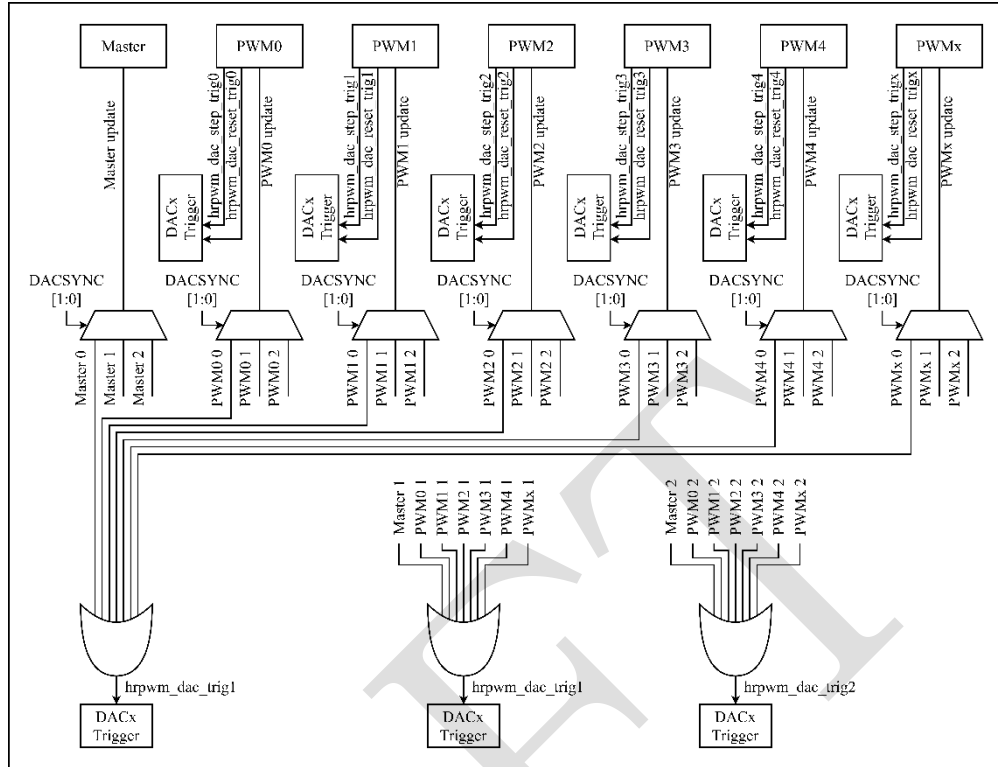 Master
PWM0
PWM1
PWM2
PWM3
PWM4
PWMx
Master update
hrpwm_dac_step_trig0
hrpwm_dac_reset_trig0
PWM0 update
hrpwm_dac_step_trig1
hrpwm_dac_reset_trig1
PWM1 update
hrpwm_dac_step_trig2
hrpwm_dac_reset_trig2
PWM2 update
hrpwm_dac_step_trig3
hrpwm_dac_reset_trig3
PWM3 update
hrpwm_dac_step_trig4
hrpwm_dac_reset_trig4
PWM4 update
hrpwm_dac_step_trigx
hrpwm_dac_reset_trigx
PWMx update
DACx
Trigger
DACx
Trigger
DACx
Trigger
DACx
Trigger
DACx
Trigger
DACx
Trigger
DACSYNC
[1:0]
DACSYNC
[1:0]
DACSYNC
[1:0]
DACSYNC
[1:0]
DACSYNC
[1:0]
DACSYNC
[1:0]
DACSYNC
[1:0]
Master 0
Master 1
Master 2
PWM0 0
PWM0 1
PWM0 2
PWM1 0
PWM1 1
PWM1 2
PWM2 0
PWM2 1
PWM2 2
PWM3 0
PWM3 1
PWM3 2
PWM4 0
PWM4 1
PWM4 2
PWMx 0
PWMx 1
PWMx 2
Master 1
PWM0 1
PWM1 1
PWM2 1
PWM3 1
PWM4 1
PWMx 1
Master 2
PWM0 2
PWM1 2
PWM2 2
PWM3 2
PWM4 2
PWMx 2
hrpwm_dac_trig1
hrpwm_dac_trig1
hrpwm_dac_trig2
DACx
Trigger
DACx
Trigger
DACx
Trigger
FT